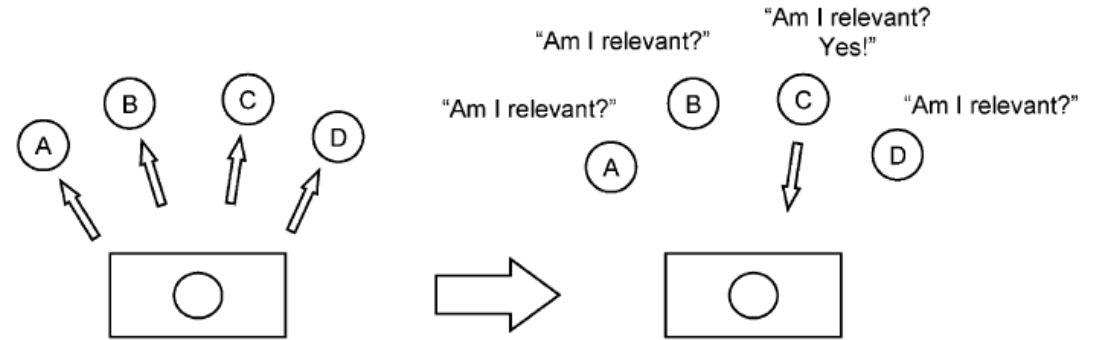 A
B
C
D
“Am I relevant?”
A
“Am I relevant?”
B
“Am I relevant?
Yes!”
C
“Am I relevant?”
D